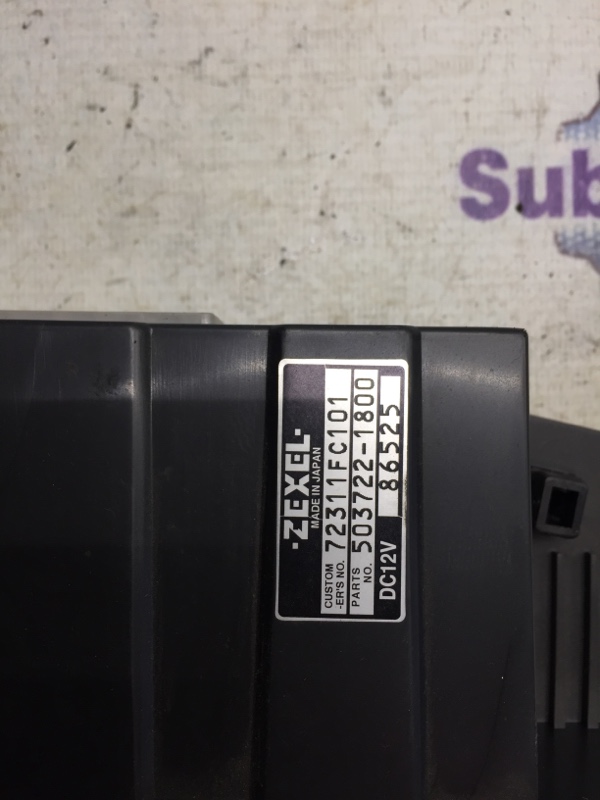 Sub
·ZEXEL·
MADE IN JAPAN
CUSTOM
-ER'S NO. 72311FC101
PARTS
NO. 503722-1800
DC12V 86525